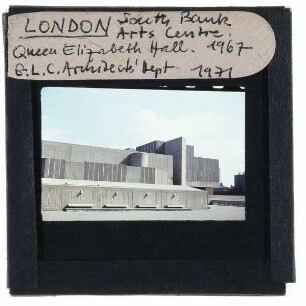 LONDON South Bank
Arts Centre.
Queen Elizabeth Hall. 1967
G.L.C. Architects' Dept 1971